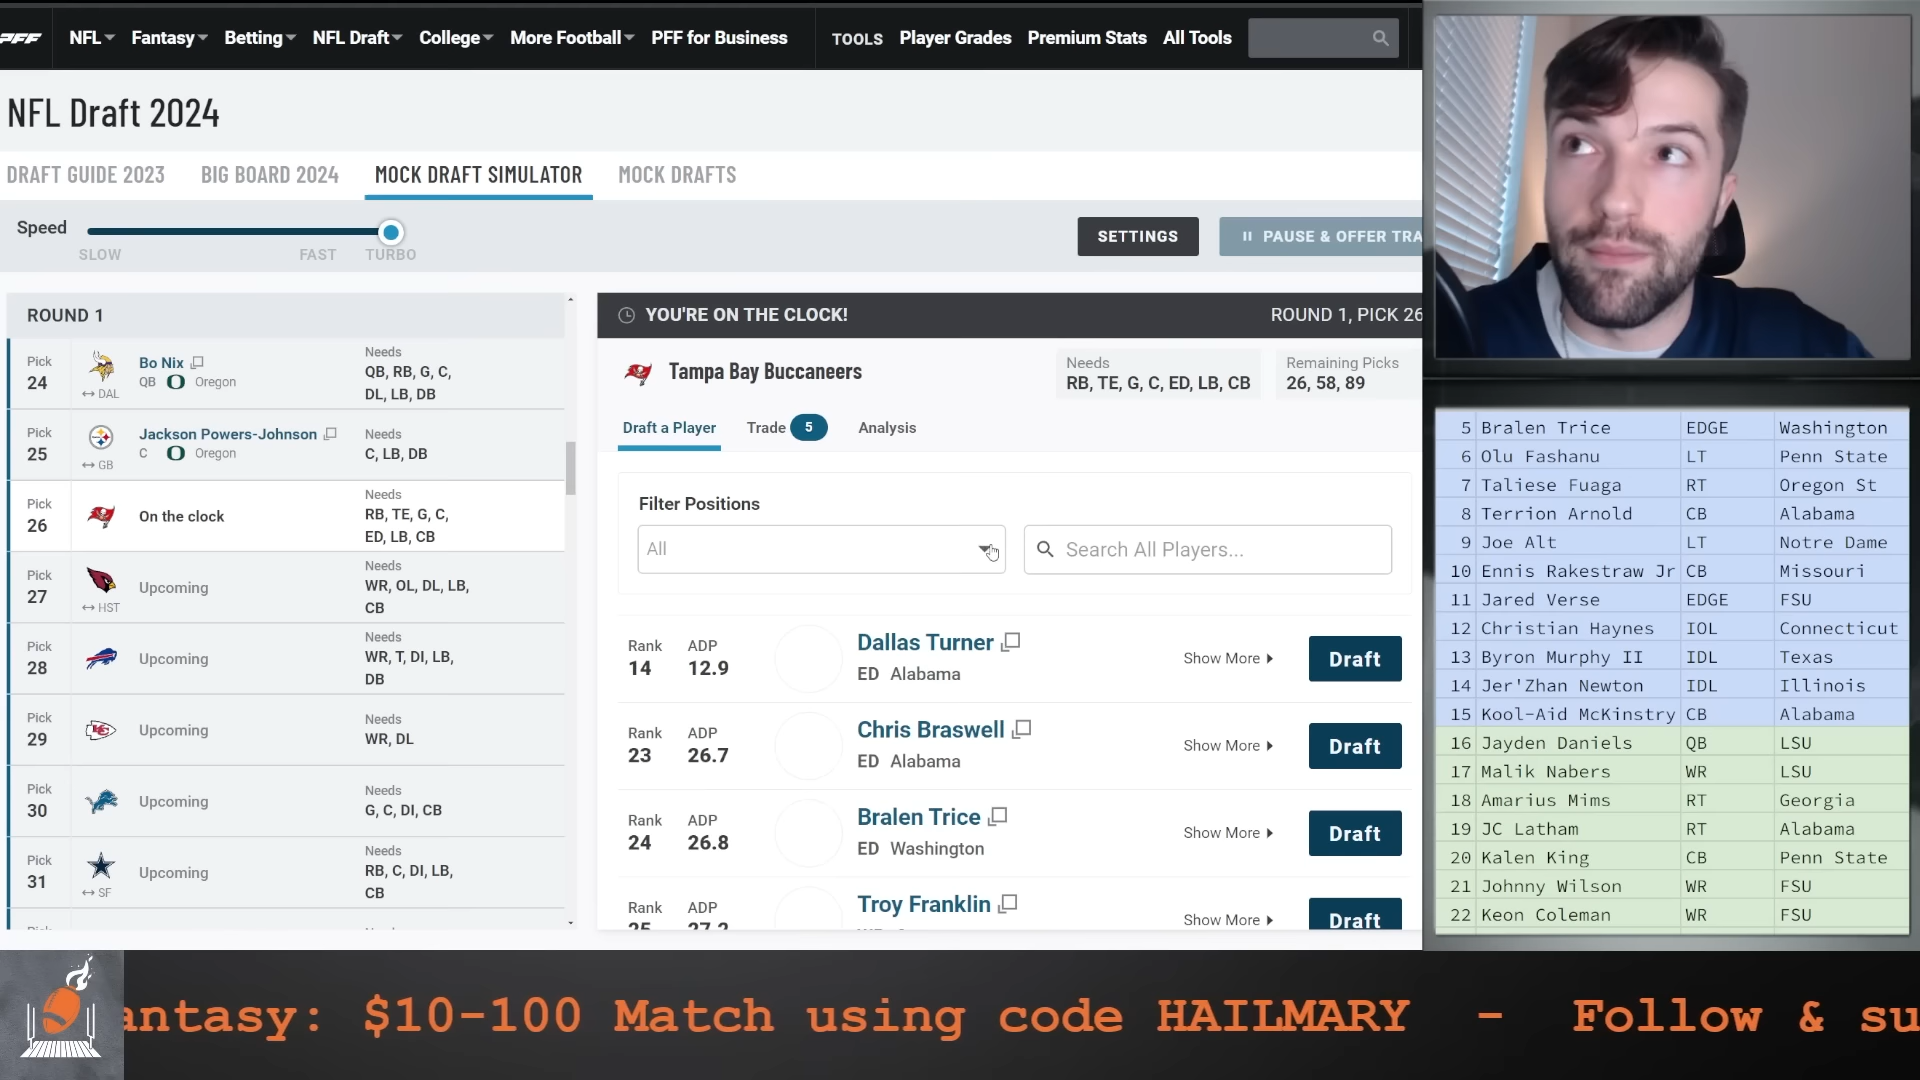 PFF
NFL
Fantasy
Betting
NFL Draft
College
More Football
PFF for Business
TOOLS
Player Grades
Premium Stats
All Tools
NFL Draft 2024
DRAFT GUIDE 2023
BIG BOARD 2024
MOCK DRAFT SIMULATOR
MOCK DRAFTS
Speed
SLOW
FAST
TURBO
SETTINGS
PAUSE & OFFER TRA
ROUND 1
Pick
24
↔ DAL
Bo Nix
QB Oregon
Needs
QB, RB, G, C,
DL, LB, DB
Pick
25
↔ GB
Jackson Powers-Johnson
C Oregon
Needs
C, LB, DB
Pick
26
On the clock
Needs
RB, TE, G, C,
ED, LB, CB
Pick
27
↔ HST
Upcoming
Needs
WR, OL, DL, LB,
CB
Pick
28
Upcoming
Needs
WR, T, DI, LB,
DB
Pick
29
Upcoming
Needs
WR, DL
Pick
30
Upcoming
Needs
G, C, DI, CB
Pick
31
↔ SF
Upcoming
Needs
RB, C, DI, LB,
CB
YOU'RE ON THE CLOCK!
ROUND 1, PICK 26
Tampa Bay Buccaneers
Needs
RB, TE, G, C, ED, LB, CB
Remaining Picks
26, 58, 89
Draft a Player
Trade 5
Analysis
Filter Positions
All
Search All Players...
Rank
14
ADP
12.9
Dallas Turner
ED Alabama
Show More
Draft
Rank
23
ADP
26.7
Chris Braswell
ED Alabama
Show More
Draft
Rank
24
ADP
26.8
Bralen Trice
ED Washington
Show More
Draft
Rank
25
ADP
27.2
Troy Franklin
Show More
Draft
5 Bralen Trice EDGE Washington
6 Olu Fashanu LT Penn State
7 Taliese Fuaga RT Oregon St
8 Terrion Arnold CB Alabama
9 Joe Alt LT Notre Dame
10 Ennis Rakestraw Jr CB Missouri
11 Jared Verse EDGE FSU
12 Christian Haynes IOL Connecticut
13 Byron Murphy II IDL Texas
14 Jer'Zhan Newton IDL Illinois
15 Kool-Aid McKinstry CB Alabama
16 Jayden Daniels QB LSU
17 Malik Nabers WR LSU
18 Amarius Mims RT Georgia
19 JC Latham RT Alabama
20 Kalen King CB Penn State
21 Johnny Wilson WR FSU
22 Keon Coleman WR FSU
antasy: $10-100 Match using code HAILMARY - Follow & su